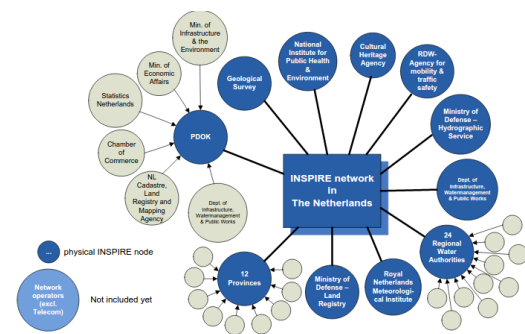 Min. of
Infrastructure
& the
Environment
Min. of
Economic
Affairs
Statistics
Netherlands
Chamber
of
Commerce
NL
Cadastre,
Land
Registry and
Mapping
Agency
Dept. of
Infrastructure,
Watermanagement
& Public Works
PDOK
Geological
Survey
National
Institute for
Public Health
&
Environment
Cultural
Heritage
Agency
RDW-
Agency for
mobility &
traffic
safety
Ministry of
Defense –
Hydrographic
Service
Dept. of
Infrastructure,
Watermanagement
& Public Works
INSPIRE network
In
The Netherlands
24
Regional
Water
Authorities
Royal
Netherlands
Meteorolog-
ical Institute
Ministry of
Defense –
Land
Registry
12
Provinces
...
physical INSPIRE node
Network
operators
(excl.
Telecom)
Not included yet